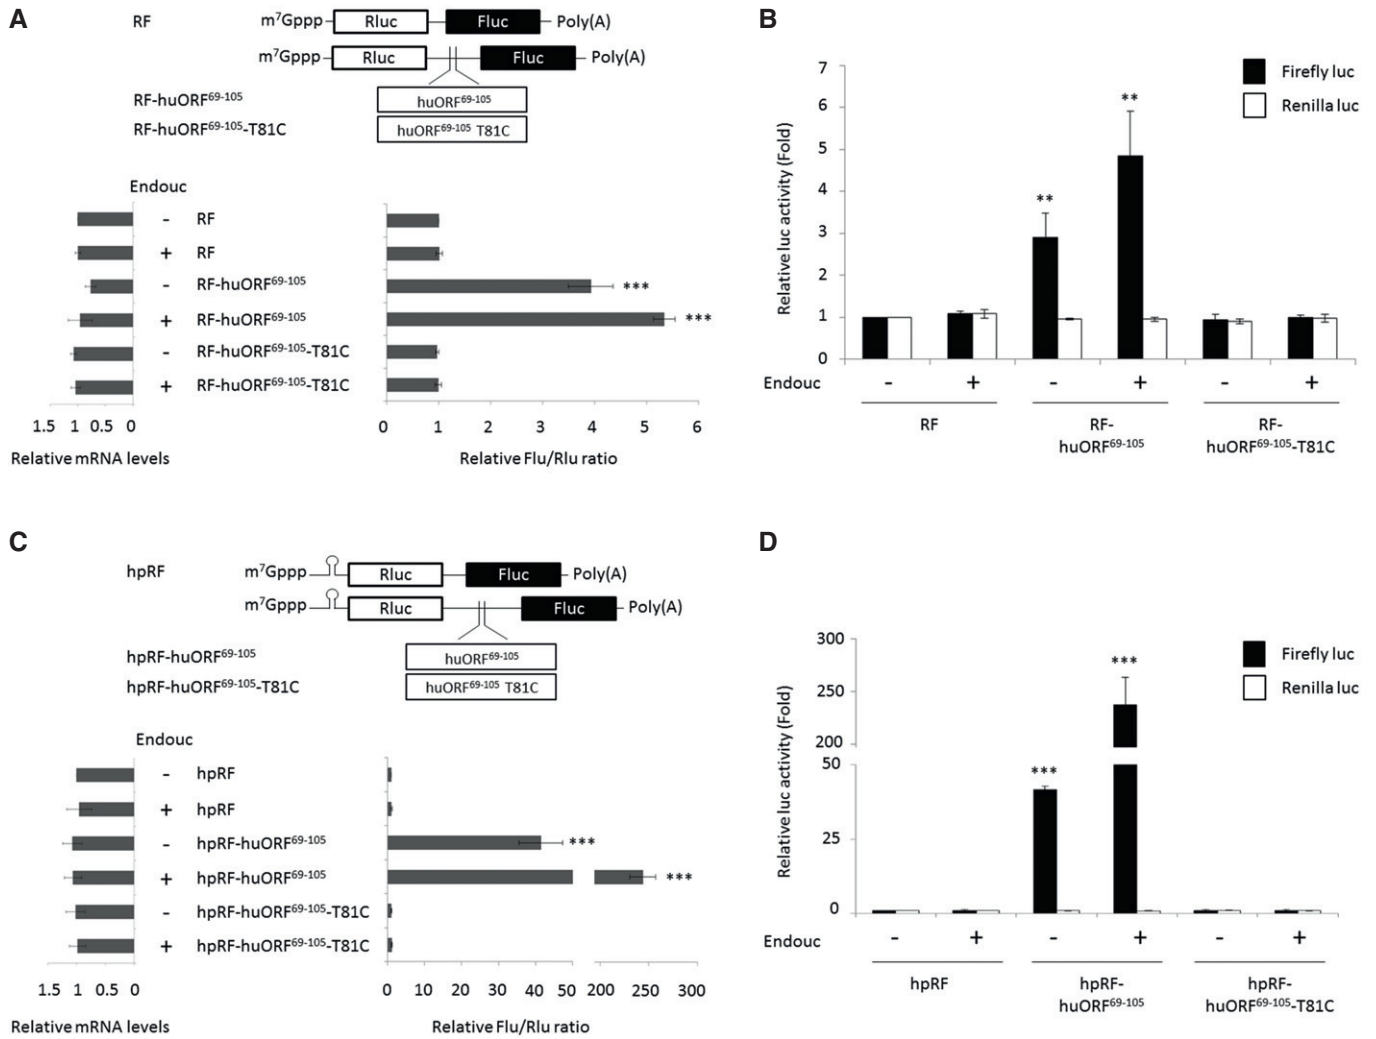 A
RF
m⁷Gppp Rluc Fluc Poly(A)
m⁷Gppp Rluc Fluc Poly(A)
RF-huORF⁶⁹⁻¹⁰⁵ huORF⁶⁹⁻¹⁰⁵
RF-huORF⁶⁹⁻¹⁰⁵-T81C huORF⁶⁹⁻¹⁰⁵ T81C
Endouc
- RF
+ RF
- RF-huORF⁶⁹⁻¹⁰⁵ ***
+ RF-huORF⁶⁹⁻¹⁰⁵ ***
- RF-huORF⁶⁹⁻¹⁰⁵-T81C
+ RF-huORF⁶⁹⁻¹⁰⁵-T81C
1.5 1 0.5 0 0 1 2 3 4 5 6
Relative mRNA levels Relative Flu/Rlu ratio
B
Relative luc activity (Fold)
7
6
5
4
3
2
1
0
** **
Firefly luc
Renilla luc
Endouc - + - + - +
RF RF-huORF⁶⁹⁻¹⁰⁵ RF-huORF⁶⁹⁻¹⁰⁵-T81C
C
hpRF m⁷Gppp Rluc Fluc Poly(A)
m⁷Gppp Rluc Fluc Poly(A)
hpRF-huORF⁶⁹⁻¹⁰⁵ huORF⁶⁹⁻¹⁰⁵
hpRF-huORF⁶⁹⁻¹⁰⁵-T81C huORF⁶⁹⁻¹⁰⁵ T81C
Endouc
- hpRF
+ hpRF
- hpRF-huORF⁶⁹⁻¹⁰⁵ ***
+ hpRF-huORF⁶⁹⁻¹⁰⁵ ***
- hpRF-huORF⁶⁹⁻¹⁰⁵-T81C
+ hpRF-huORF⁶⁹⁻¹⁰⁵-T81C
1.5 1 0.5 0 0 10 20 30 40 50 200 250 300
Relative mRNA levels Relative Flu/Rlu ratio
D
Relative luc activity (Fold)
300
250
200
50
25
0
*** ***
Firefly luc
Renilla luc
Endouc - + - + - +
hpRF hpRF-huORF⁶⁹⁻¹⁰⁵ hpRF-huORF⁶⁹⁻¹⁰⁵-T81C